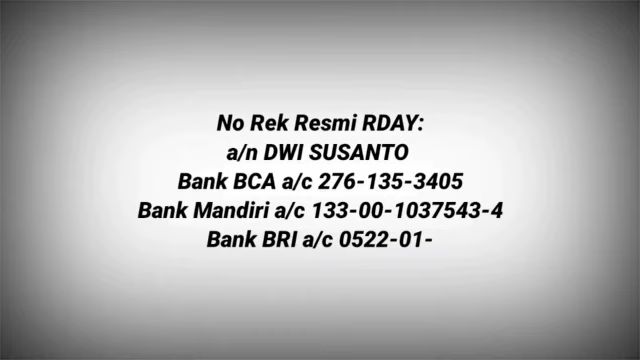 No Rek Resmi RDAY:
a/n DWI SUSANTO
Bank BCA a/c 276-135-3405
Bank Mandiri a/c 133-00-1037543-4
Bank BRI a/c 0522-01-